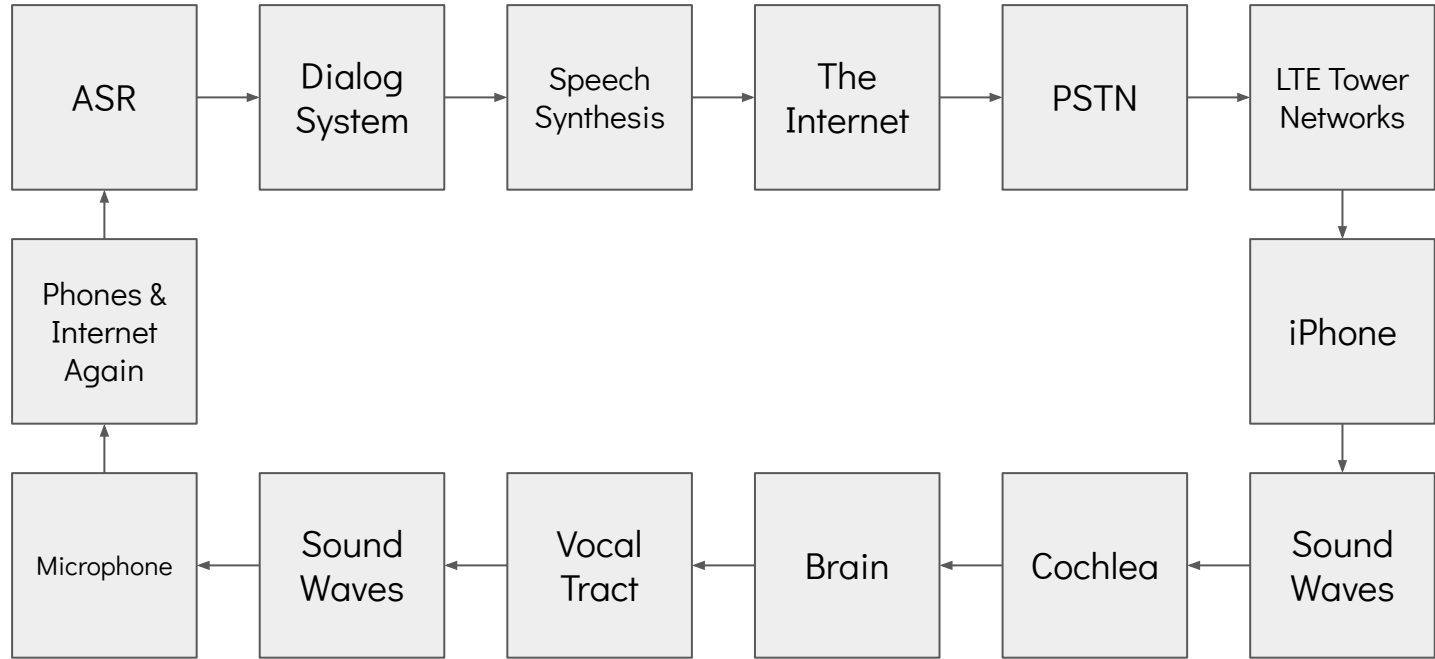 ASR
Dialog
System
Speech
Synthesis
The
Internet
PSTN
LTE Tower
Networks
Phones &
Internet
Again
iPhone
Microphone
Sound
Waves
Vocal
Tract
Brain
Cochlea
Sound
Waves